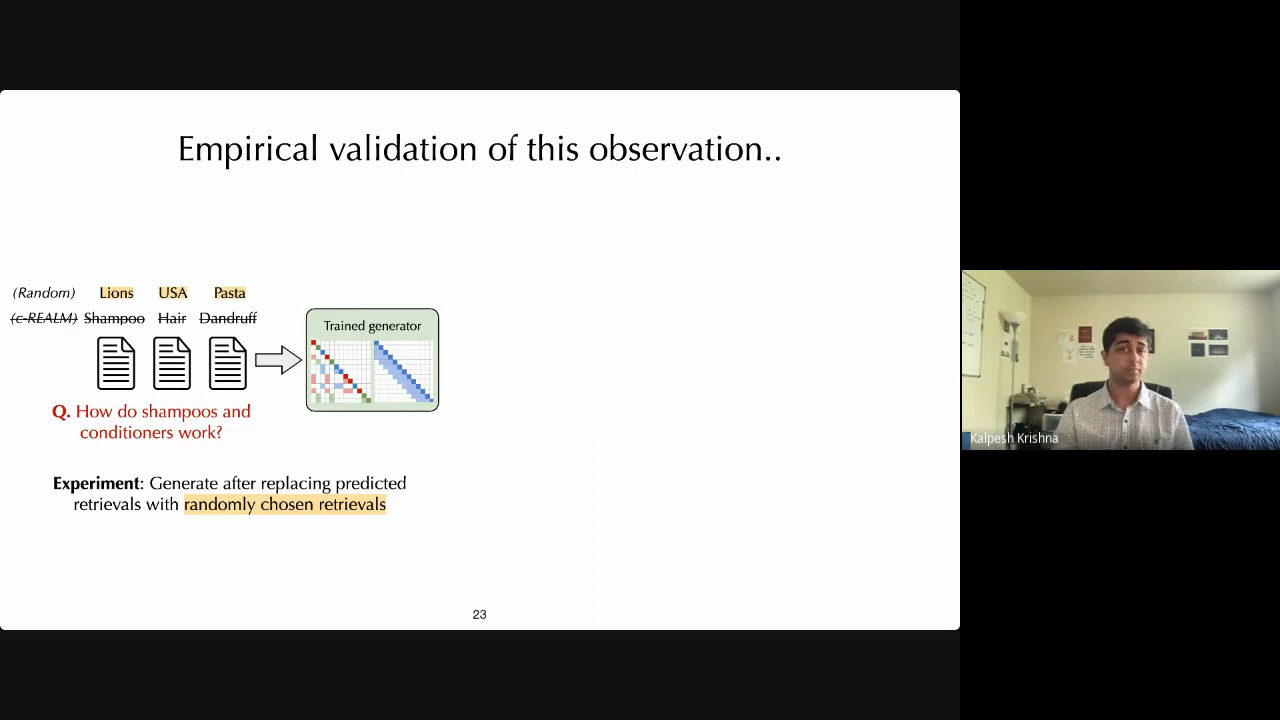 Empirical validation of this observation..
(Random) Lions USA Pasta
(c-REALM) Shampoo Hair Dandruff
Trained generator
Q. How do shampoos and
conditioners work?
Experiment: Generate after replacing predicted
retrievals with randomly chosen retrievals
23
Kalpesh Krishna